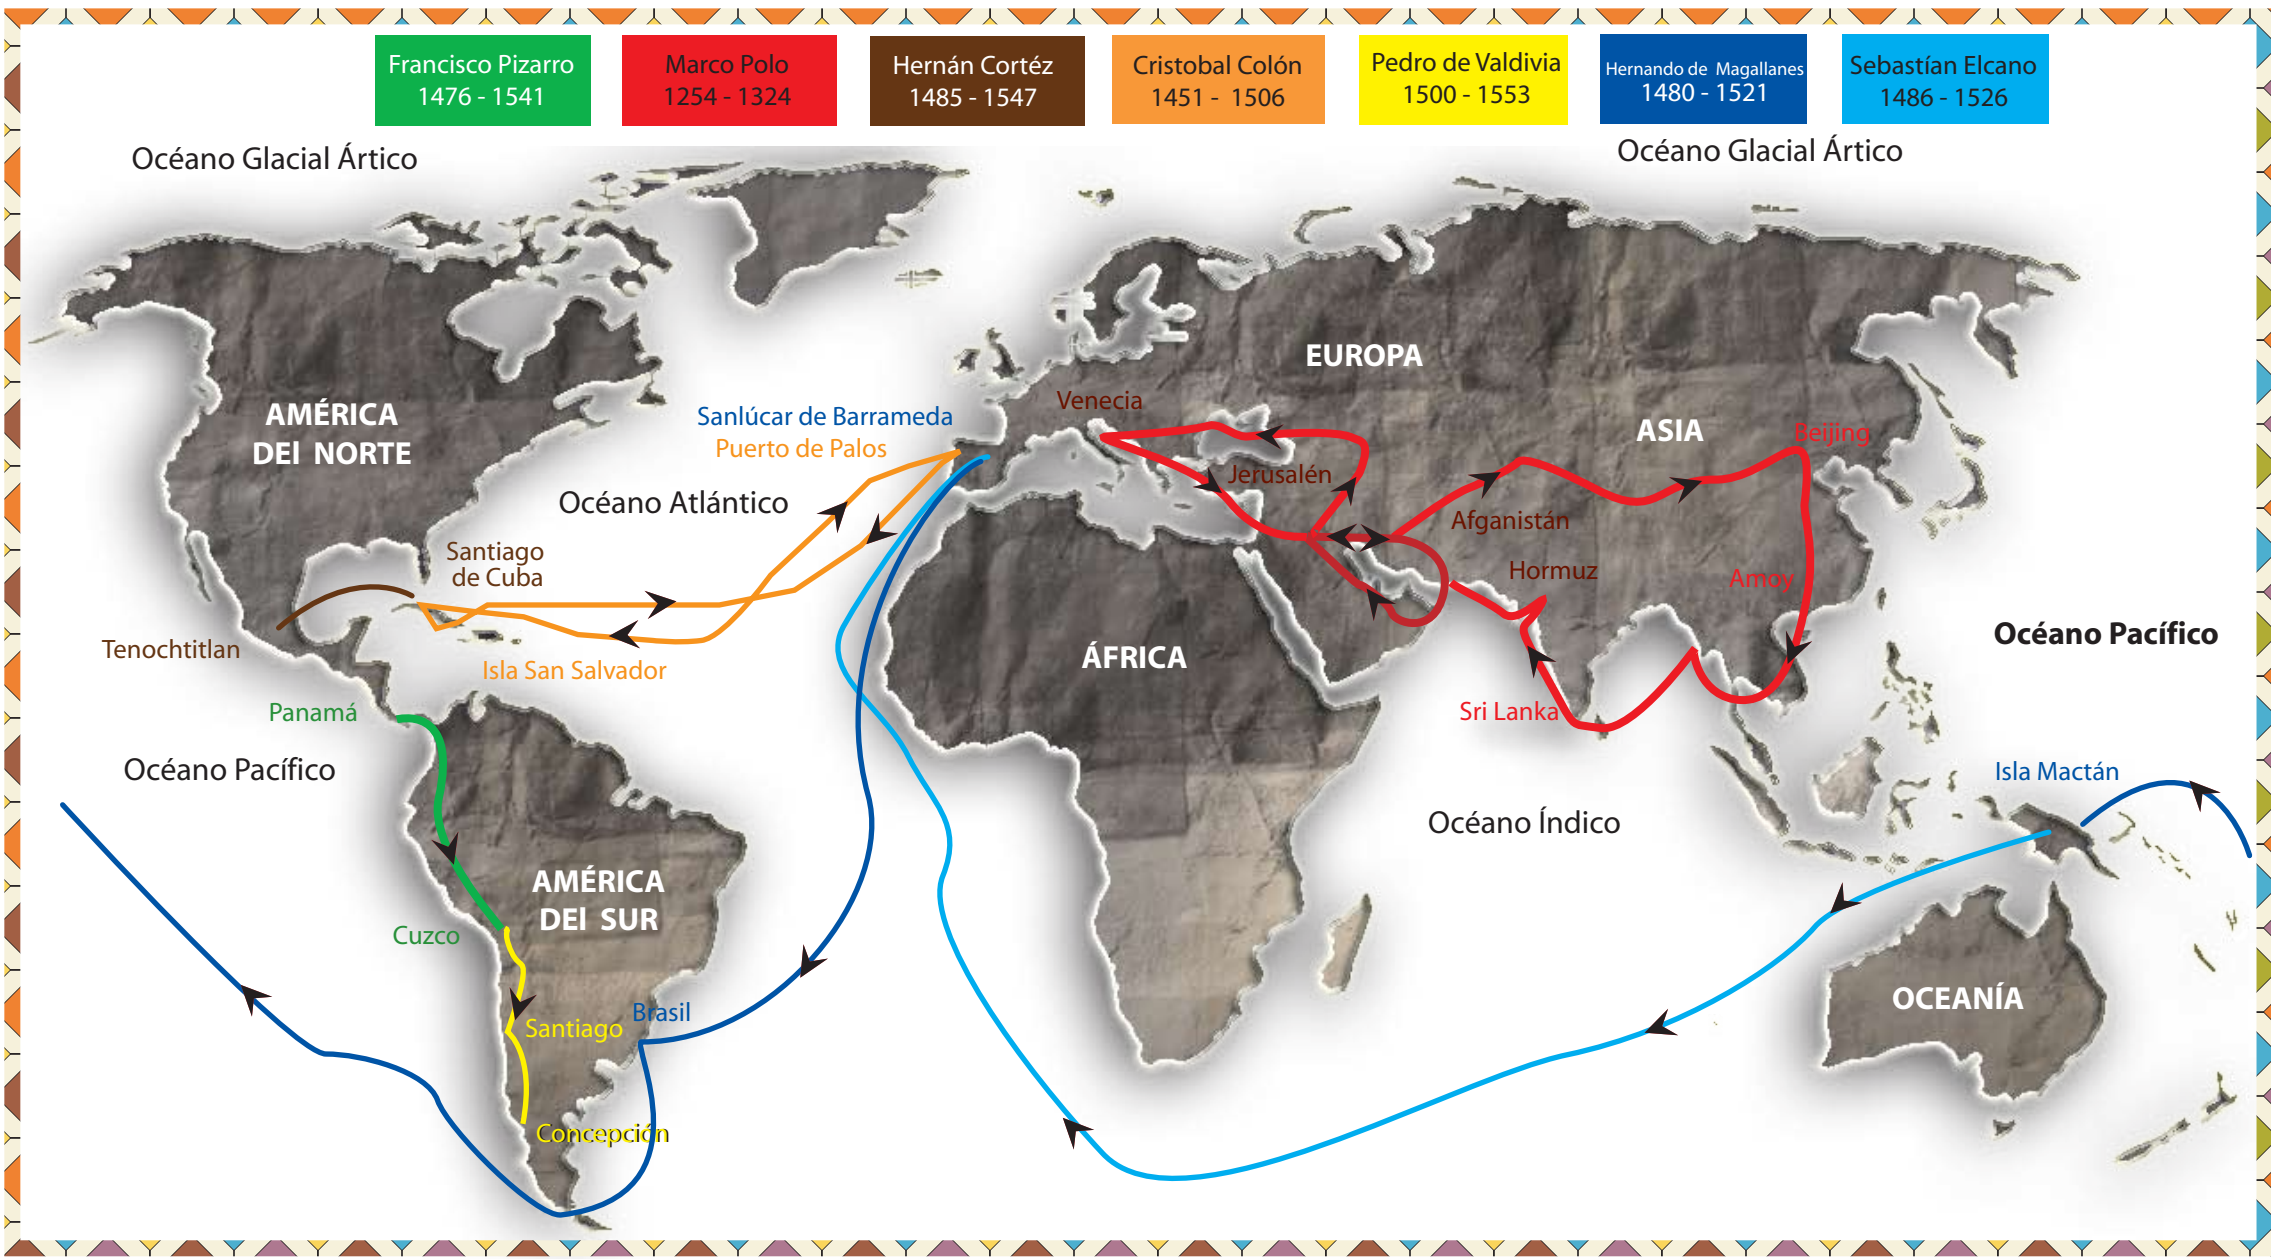 Francisco Pizarro
1476 - 1541
Marco Polo
1254 - 1324
Hernán Cortéz
1485 - 1547
Cristobal Colón
1451 - 1506
Pedro de Valdivia
1500 - 1553
Hernando de Magallanes
1480 - 1521
Sebastían Elcano
1486 - 1526
Océano Glacial Ártico
Océano Glacial Ártico
EUROPA
Venecia
AMÉRICA
DEl NORTE
Sanlúcar de Barrameda
Puerto de Palos
ASIA
Beijing
Jerusalén
Océano Atlántico
Afganistán
Santiago
de Cuba
Hormuz
Amoy
Tenochtitlan
Isla San Salvador
ÁFRICA
Océano Pacífico
Panamá
Sri Lanka
Océano Pacífico
Isla Mactán
Océano Índico
AMÉRICA
DEl SUR
Cuzco
OCEANÍA
Brasil
Santiago
Concepción